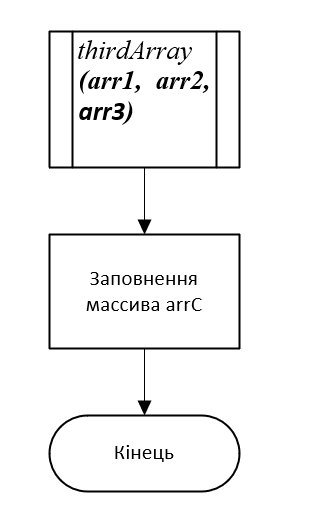 thirdArray
(arr1, arr2,
arr3)
Заповнення
массива arrC
Кінець